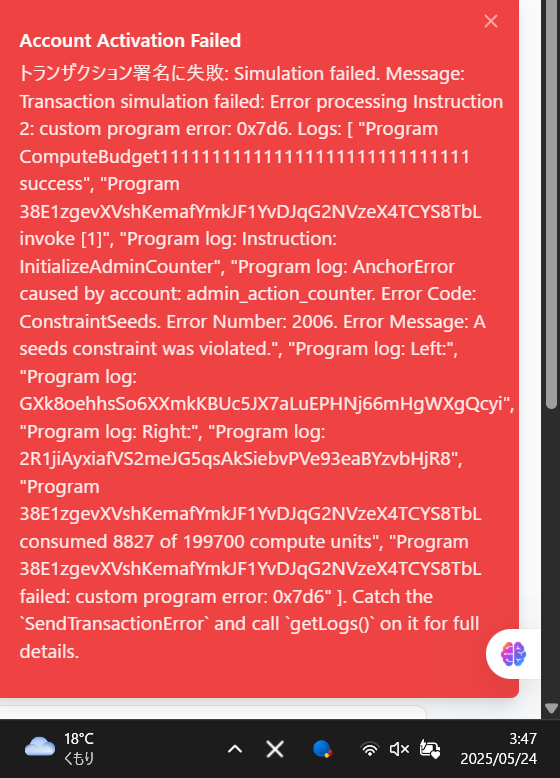 Account Activation Failed
トランザクション署名に失敗: Simulation failed. Message:
Transaction simulation failed: Error processing Instruction
2: custom program error: 0x7d6. Logs: [ "Program
ComputeBudget111111111111111111111111111111
success", "Program
38E1zgevXVshKemafYmkJF1YvDJqG2NVzeX4TCYS8TbL
invoke [1]", "Program log: Instruction:
InitializeAdminCounter", "Program log: AnchorError
caused by account: admin_action_counter. Error Code:
ConstraintSeeds. Error Number: 2006. Error Message: A
seeds constraint was violated.", "Program log: Left:",
"Program log:
GXk8oehhsSo6XXmkKBUc5JX7aLuEPHNj66mHgWXgQcyi",
"Program log: Right:", "Program log:
2R1jiAyxiafVS2meJG5qsAkSiebvPVe93eaBYzvbHjR8",
"Program
38E1zgevXVshKemafYmkJF1YvDJqG2NVzeX4TCYS8TbL
consumed 8827 of 199700 compute units", "Program
38E1zgevXVshKemafYmkJF1YvDJqG2NVzeX4TCYS8TbL
failed: custom program error: 0x7d6" ]. Catch the
`SendTransactionError` and call `getLogs()` on it for full
details.
18°C
くもり
3:47
2025/05/24